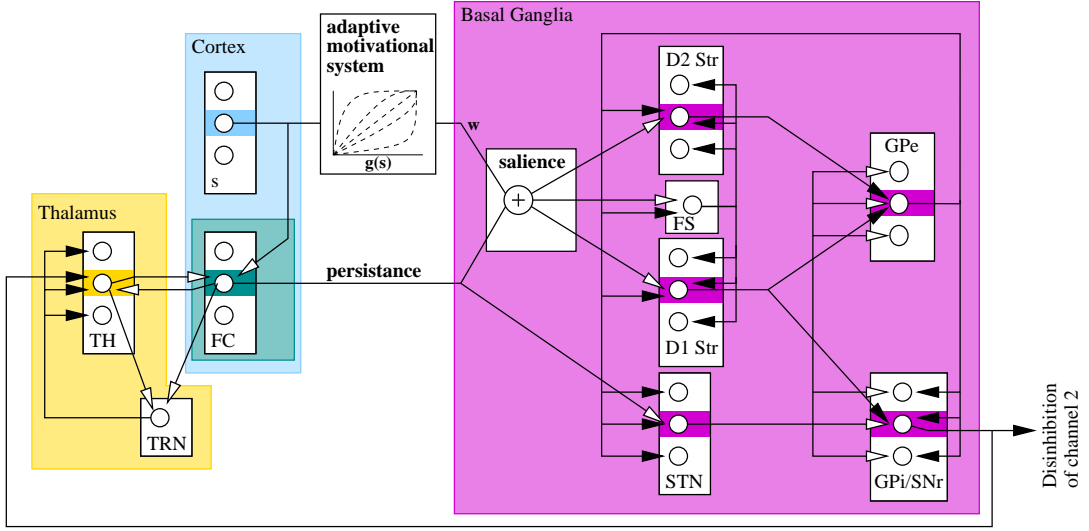 Basal Ganglia
Cortex
adaptive
motivational
system
g(s)
s
w
salience
+
D2 Str
FS
D1 Str
STN
GPe
GPi/SNr
Thalamus
TH
FC
TRN
persistance
Disinhibition
of channel 2